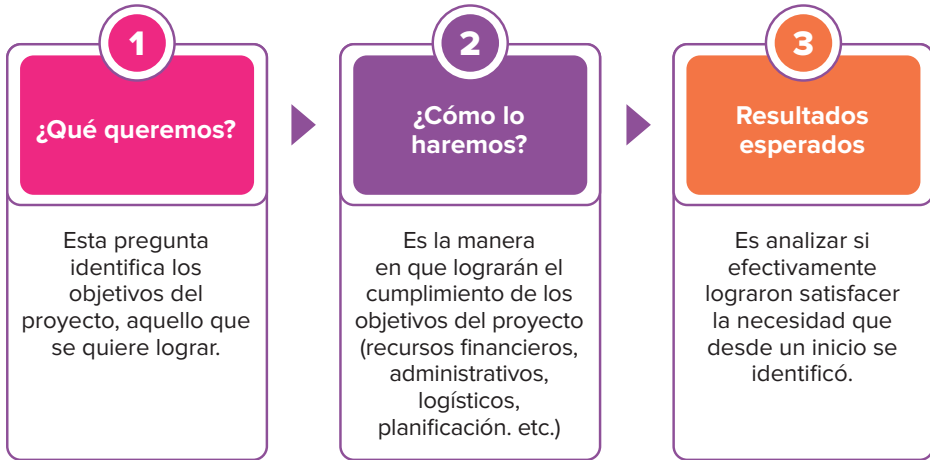 1
¿Qué queremos?
Esta pregunta
identifica los
objetivos del
proyecto, aquello que
se quiere lograr.
2
¿Cómo lo
haremos?
Es la manera
en que lograrán el
cumplimiento de los
objetivos del proyecto
(recursos financieros,
administrativos,
logísticos,
planificación. etc.)
3
Resultados
esperados
Es analizar si
efectivamente
lograron satisfacer
la necesidad que
desde un inicio se
identificó.